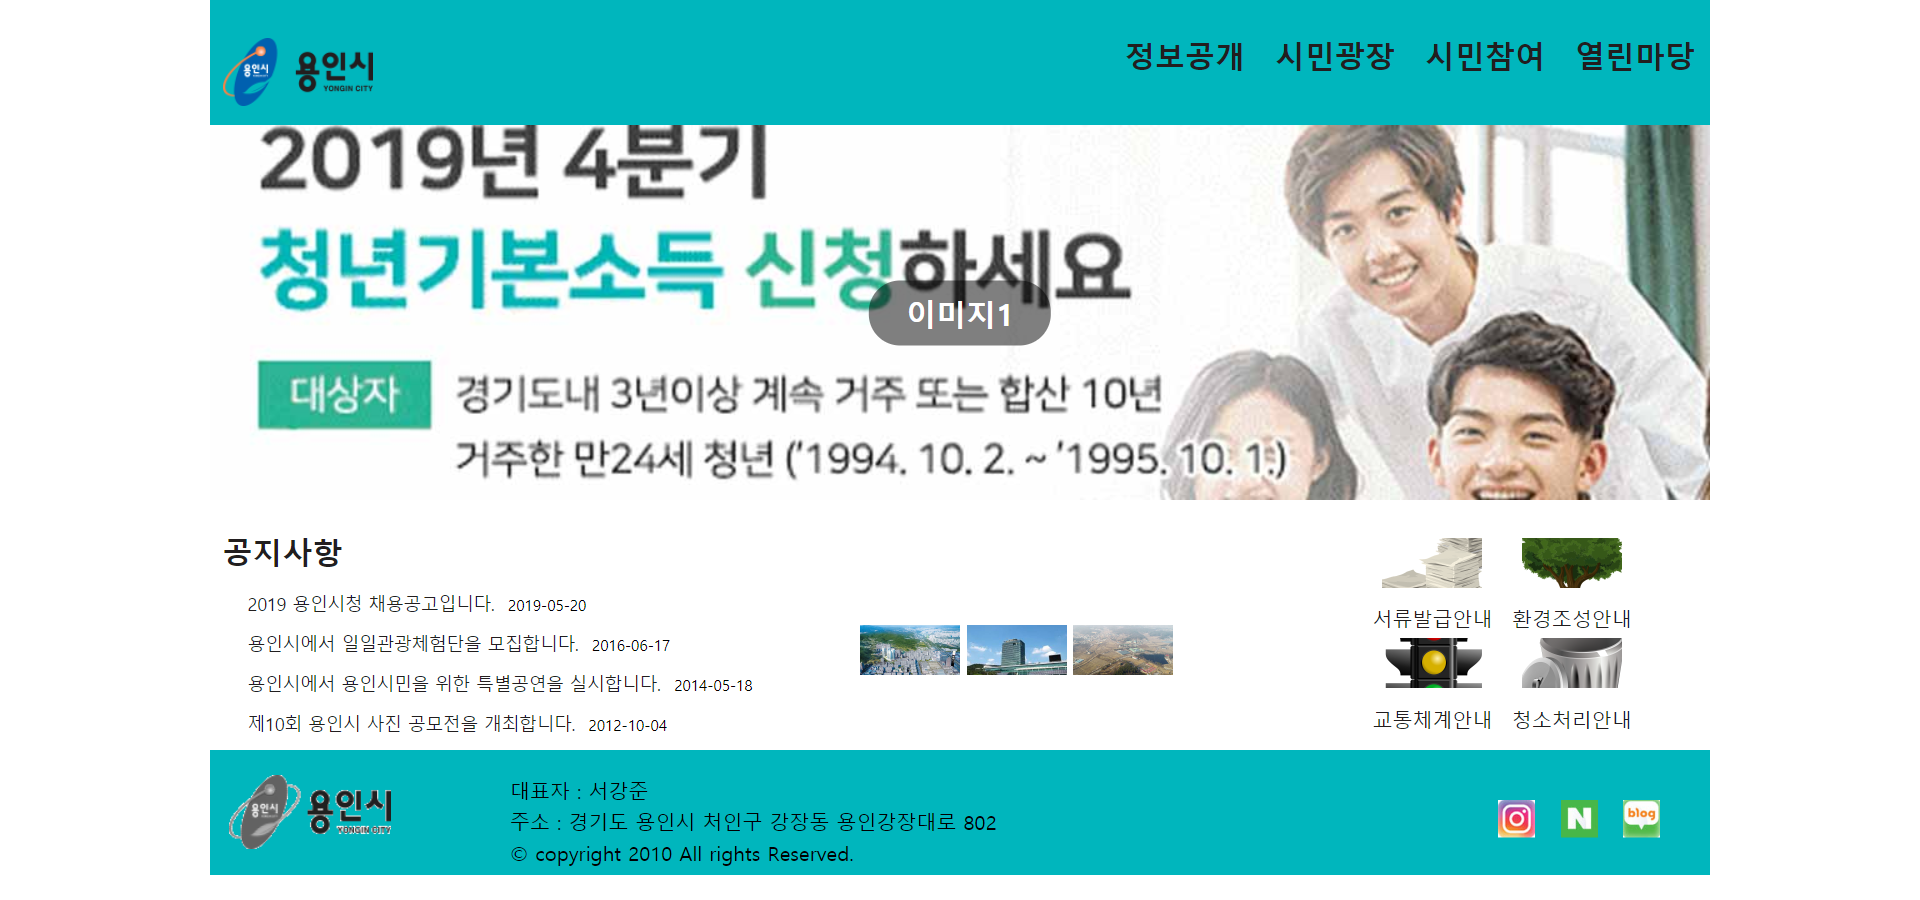 용인시
용인시
YONGIN CITY
정보공개 시민광장 시민참여 열린마당
2019년 4분기
청년기본소득 신청하세요
이미지1
대상자 경기도내 3년이상 계속 거주 또는 합산 10년
거주한 만24세 청년 (’1994. 10. 2. ~ ’1995. 10. 1.)
공지사항
2019 용인시청 채용공고입니다. 2019-05-20
용인시에서 일일관광체험단을 모집합니다. 2016-06-17
용인시에서 용인시민을 위한 특별공연을 실시합니다. 2014-05-18
제10회 용인시 사진 공모전을 개최합니다. 2012-10-04
서류발급안내 환경조성안내
교통체계안내 청소처리안내
용인시
용인시
YONGIN CITY
대표자 : 서강준
주소 : 경기도 용인시 처인구 강장동 용인강장대로 802
© copyright 2010 All rights Reserved.
N
blog